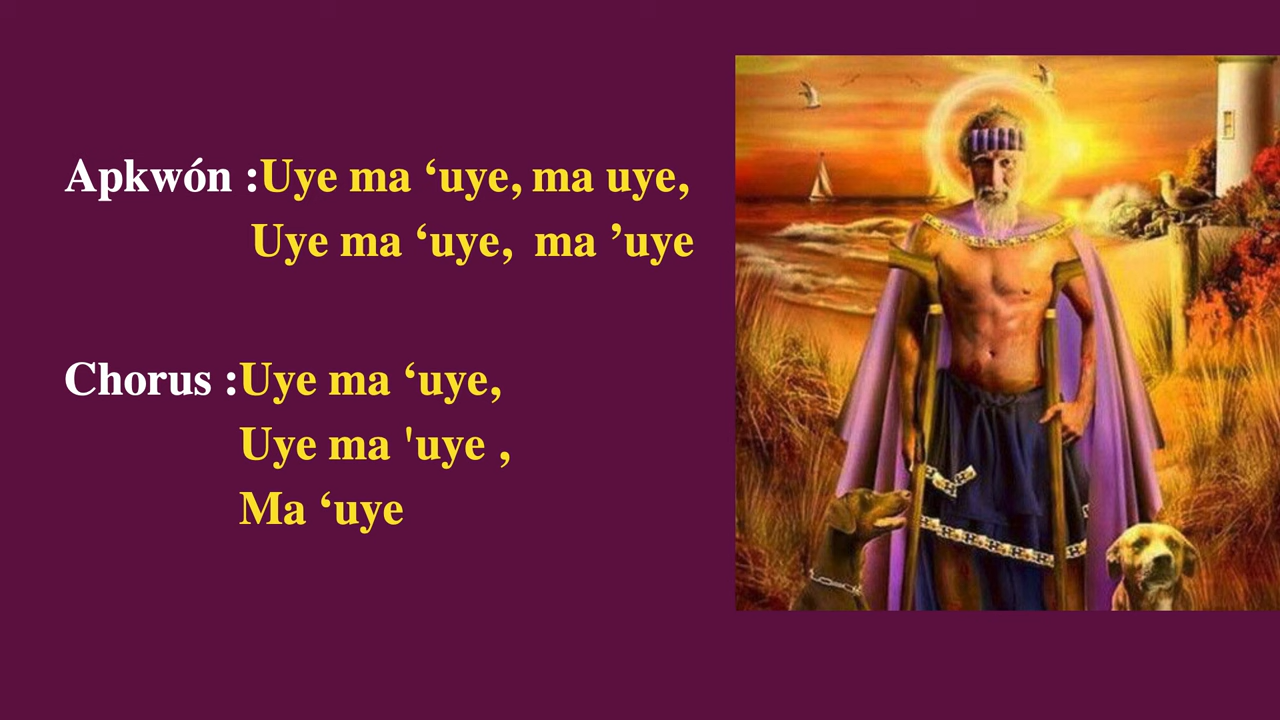 Apkwón :Uye ma ‘uye, ma uye,
Uye ma ‘uye, ma ’uye
Chorus :Uye ma ‘uye,
Uye ma 'uye ,
Ma ‘uye